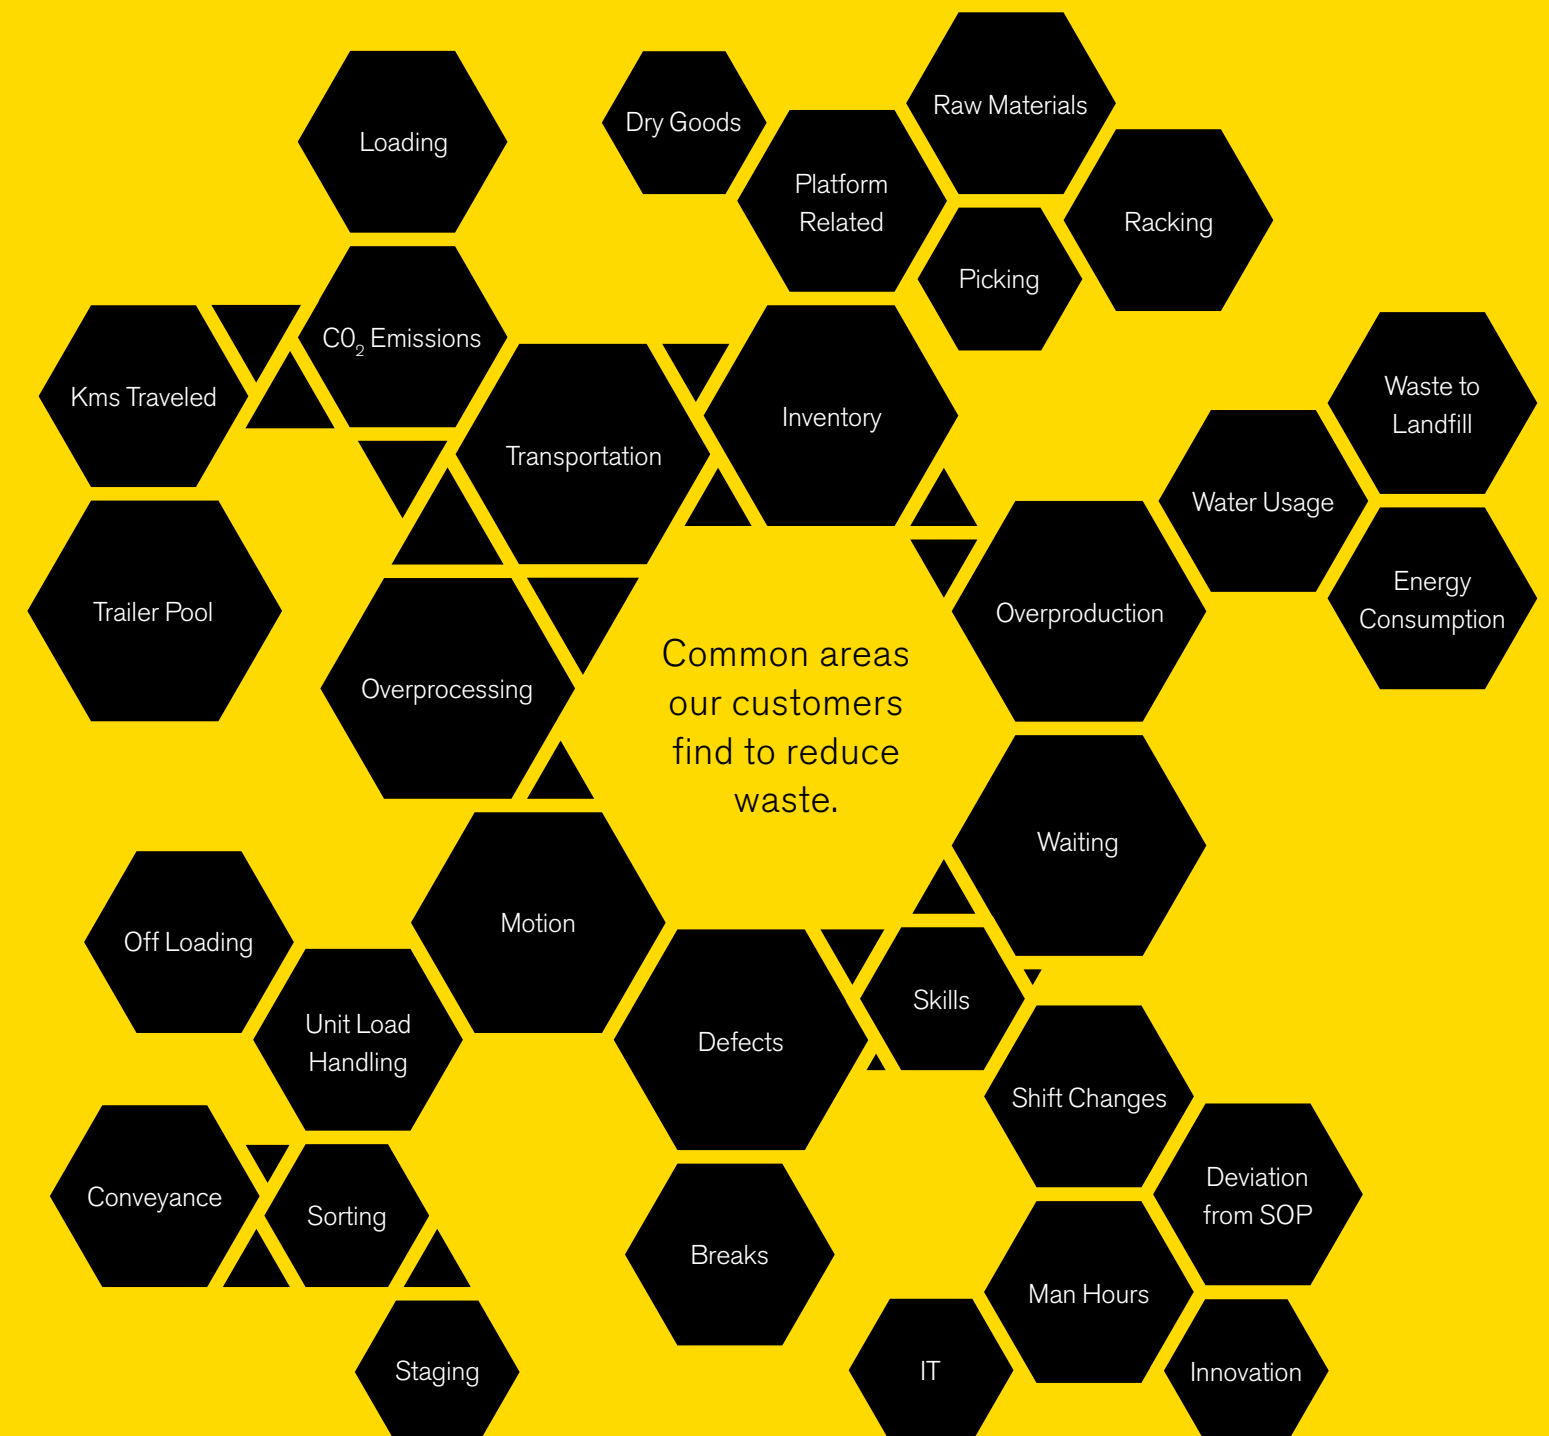 Raw Materials
Dry Goods
Loading
Platform
Related
Racking
Picking
C0₂ Emissions
Kms Traveled
Transportation
Inventory
Waste to
Landfill
Water Usage
Trailer Pool
Overproduction
Energy
Consumption
Overprocessing
Common areas
our customers
find to reduce
waste.
Waiting
Motion
Off Loading
Unit Load
Handling
Defects
Skills
Shift Changes
Conveyance
Sorting
Deviation
from SOP
Breaks
Man Hours
Staging
IT
Innovation